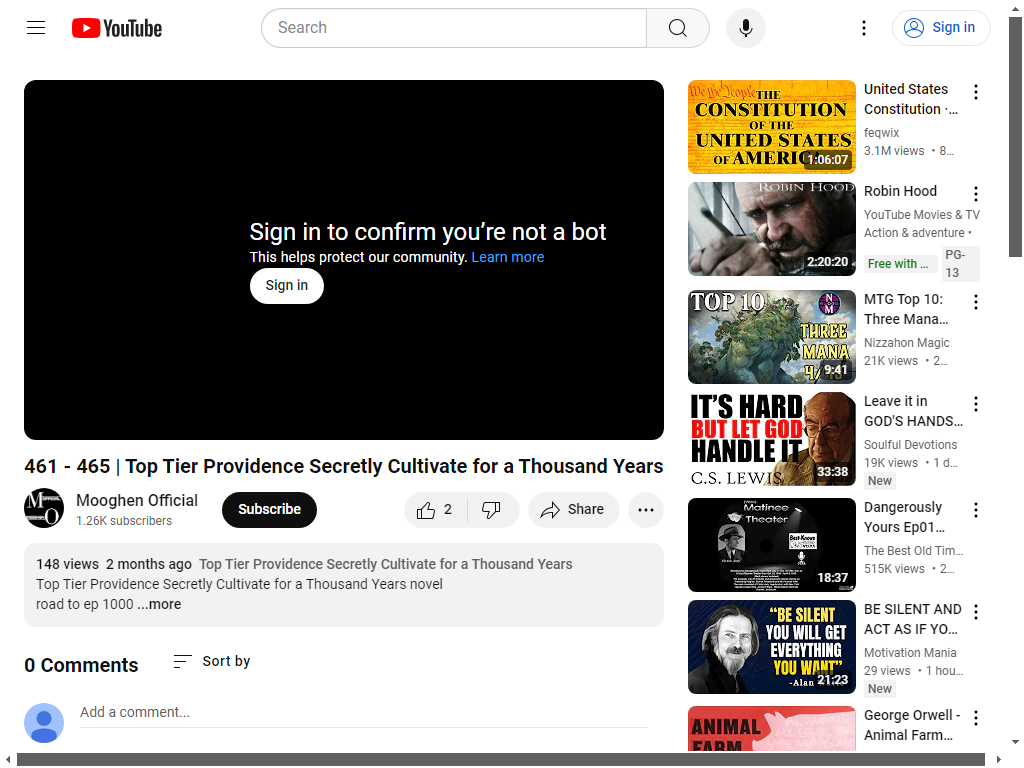 YouTube
Search
Sign in
Sign in to confirm you’re not a bot
This helps protect our community. Learn more
Sign in
461 - 465 | Top Tier Providence Secretly Cultivate for a Thousand Years
Mooghen Official
1.26K subscribers
Subscribe
2
Share
148 views 2 months ago Top Tier Providence Secretly Cultivate for a Thousand Years
Top Tier Providence Secretly Cultivate for a Thousand Years novel
road to ep 1000 ...more
0 Comments
Sort by
Add a comment...
We the People
THE
CONSTITUTION
OF THE
UNITED STATES
OF AMERIC
1:06:07
United States
Constitution ·...
feqwix
3.1M views • 8...
ROBIN HOOD
2:20:20
Robin Hood
YouTube Movies & TV
Action & adventure •
Free with ...
PG-
13
TOP 10
NM
THREE
MANA
4/
9:41
MTG Top 10:
Three Mana...
Nizzahon Magic
21K views • 2...
IT'S HARD
BUT LET GOD
HANDLE IT
C.S. LEWIS
33:38
Leave it in
GOD'S HANDS...
Soulful Devotions
19K views • 1 d...
New
Matinee
Theater
18:37
Dangerously
Yours Ep01...
The Best Old Tim...
515K views • 2...
“BE SILENT
YOU WILL GET
EVERYTHING
YOU WANT”
-Alan
21:23
BE SILENT AND
ACT AS IF YO...
Motivation Mania
29 views • 1 hou...
New
ANIMAL
FARM
George Orwell -
Animal Farm...